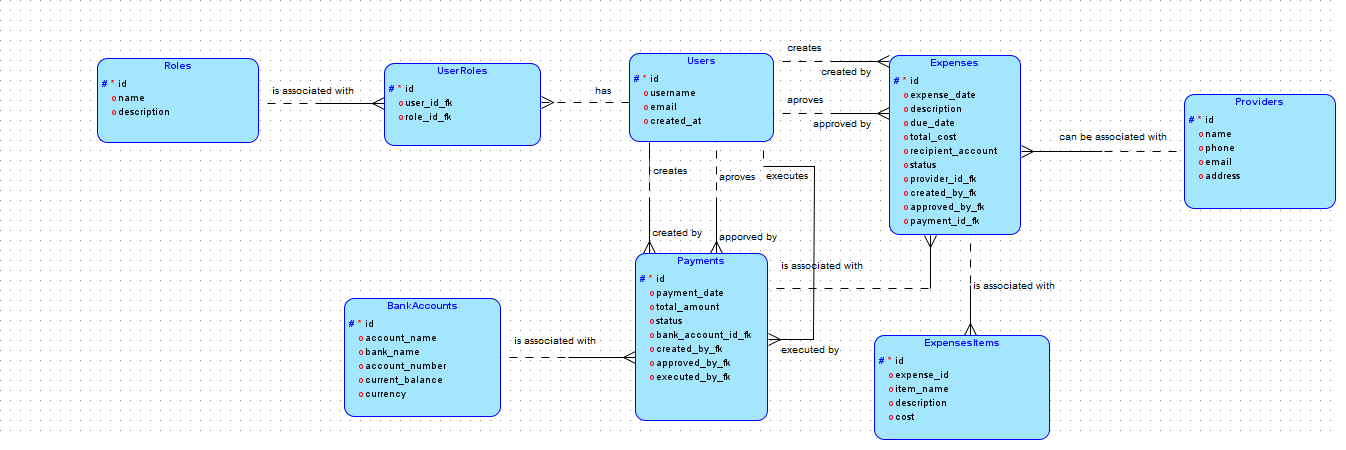 Roles
# * id
o name
o description
is associated with
UserRoles
# * id
o user_id_fk
o role_id_fk
has
Users
# * id
o username
o email
o created_at
creates
created by
aproves
approved by
Expenses
# * id
o expense_date
o description
o due_date
o total_cost
o recipient_account
o status
o provider_id_fk
o created_by_fk
o approved_by_fk
o payment_id_fk
can be associated with
Providers
# * id
o name
o phone
o email
o address
creates
aproves
executes
created by
apporved by
Payments
# * id
o payment_date
o total_amount
o status
o bank_account_id_fk
o created_by_fk
o approved_by_fk
o executed_by_fk
is associated with
executed by
is associated with
BankAccounts
# * id
o account_name
o bank_name
o account_number
o current_balance
o currency
is associated with
ExpensesItems
# * id
o expense_id
o item_name
o description
o cost